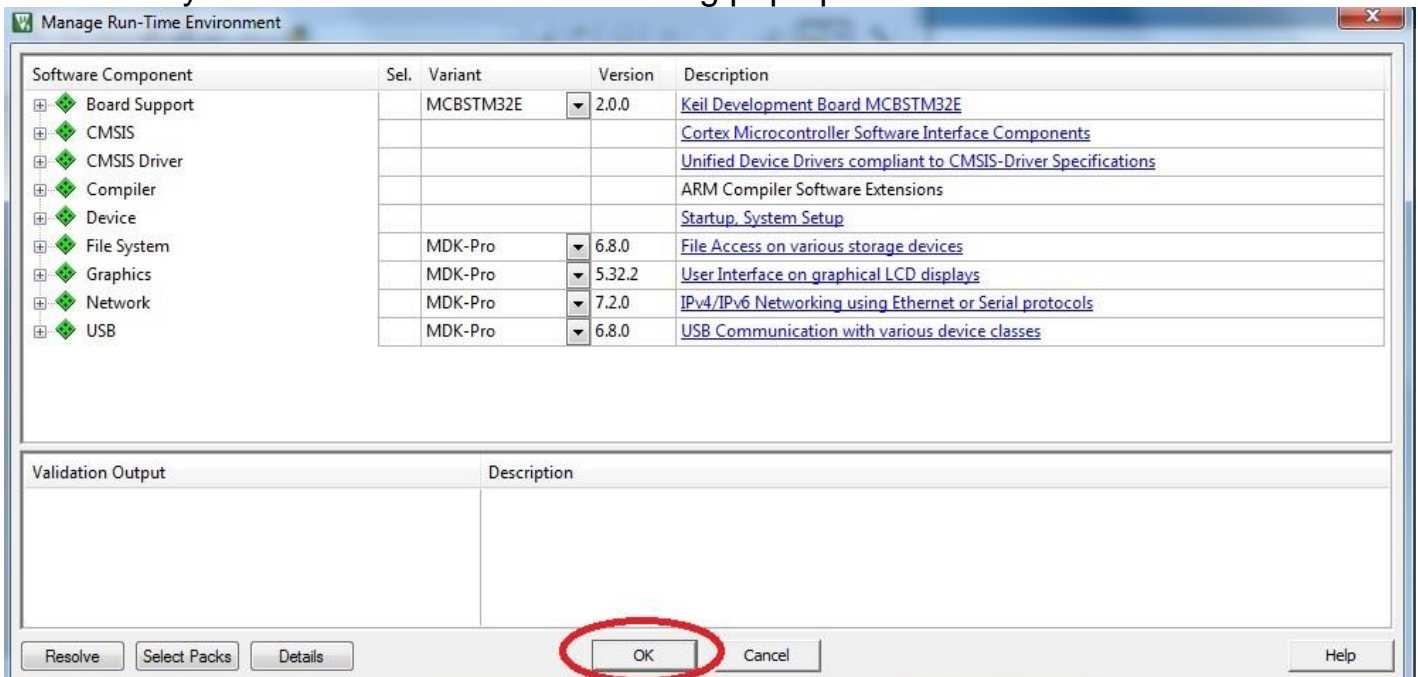 Manage Run-Time Environment
Software Component Sel. Variant Version Description
Board Support MCBSTM32E 2.0.0 Keil Development Board MCBSTM32E
CMSIS Cortex Microcontroller Software Interface Components
CMSIS Driver Unified Device Drivers compliant to CMSIS-Driver Specifications
Compiler ARM Compiler Software Extensions
Device Startup, System Setup
File System MDK-Pro 6.8.0 File Access on various storage devices
Graphics MDK-Pro 5.32.2 User Interface on graphical LCD displays
Network MDK-Pro 7.2.0 IPv4/IPv6 Networking using Ethernet or Serial protocols
USB MDK-Pro 6.8.0 USB Communication with various device classes
Validation Output Description
Resolve Select Packs Details OK Cancel Help